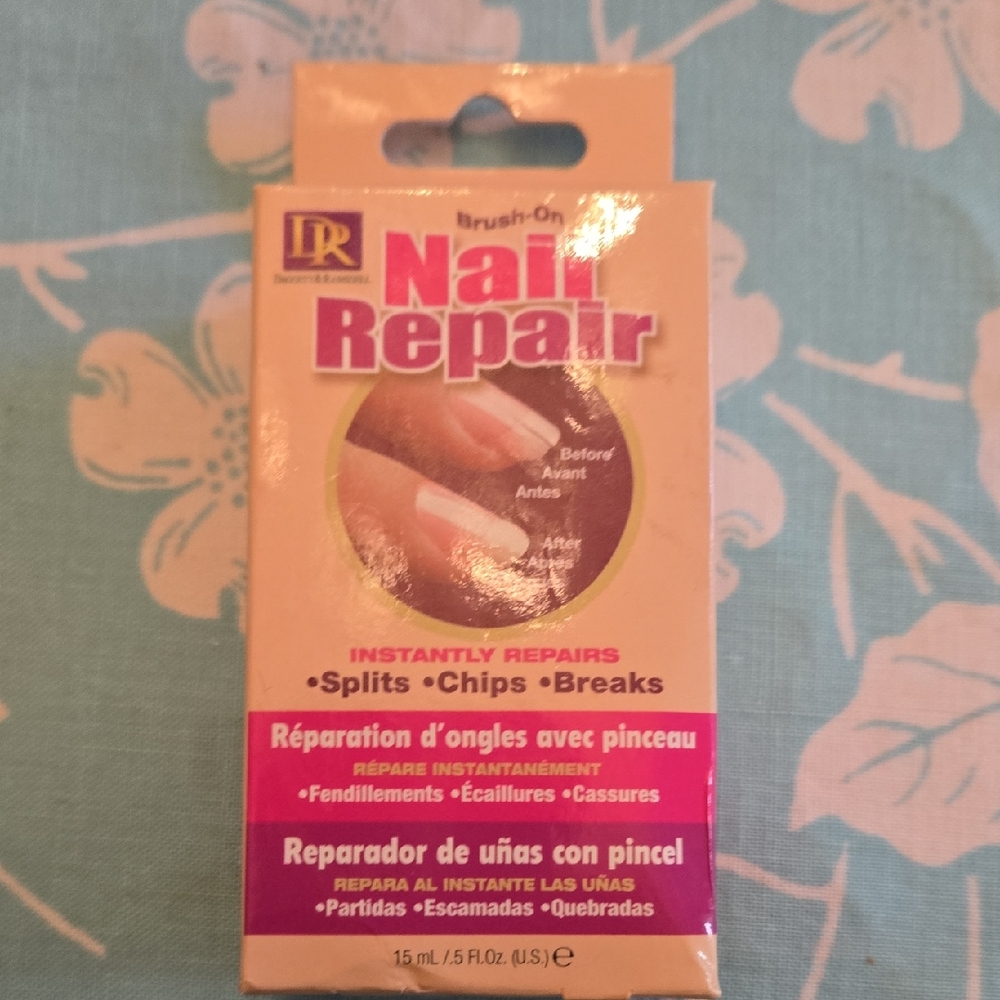 DR
Brush-On
Nail
Repair
Before
Avant
Antes
After
Après
INSTANTLY REPAIRS
•Splits •Chips •Breaks
Réparation d'ongles avec pinceau
RÉPARE INSTANTANÉMENT
•Fendillements •Écaillures •Cassures
Reparador de uñas con pincel
REPARA AL INSTANTE LAS UÑAS
•Partidas •Escamadas •Quebradas
15 mL /.5 Fl.Oz. (U.S.) ℮